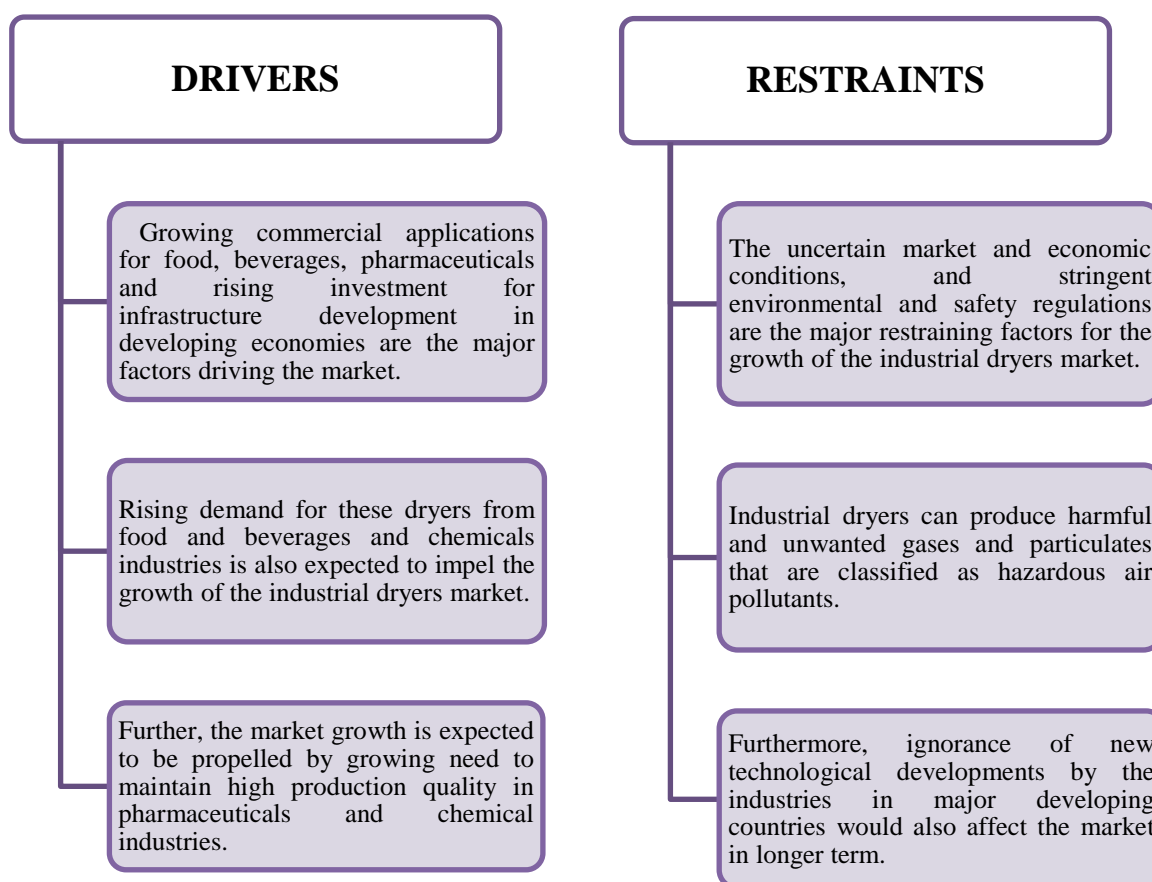 DRIVERS
Growing commercial applications
for food, beverages, pharmaceuticals
and rising investment for
infrastructure development in
developing economies are the major
factors driving the market.
Rising demand for these dryers from
food and beverages and chemicals
industries is also expected to impel the
growth of the industrial dryers market.
Further, the market growth is expected
to be propelled by growing need to
maintain high production quality in
pharmaceuticals and chemical
industries.
RESTRAINTS
The uncertain market and economic
conditions, and stringent
environmental and safety regulations
are the major restraining factors for the
growth of the industrial dryers market.
Industrial dryers can produce harmful
and unwanted gases and particulates
that are classified as hazardous air
pollutants.
Furthermore, ignorance of new
technological developments by the
industries in major developing
countries would also affect the market
in longer term.